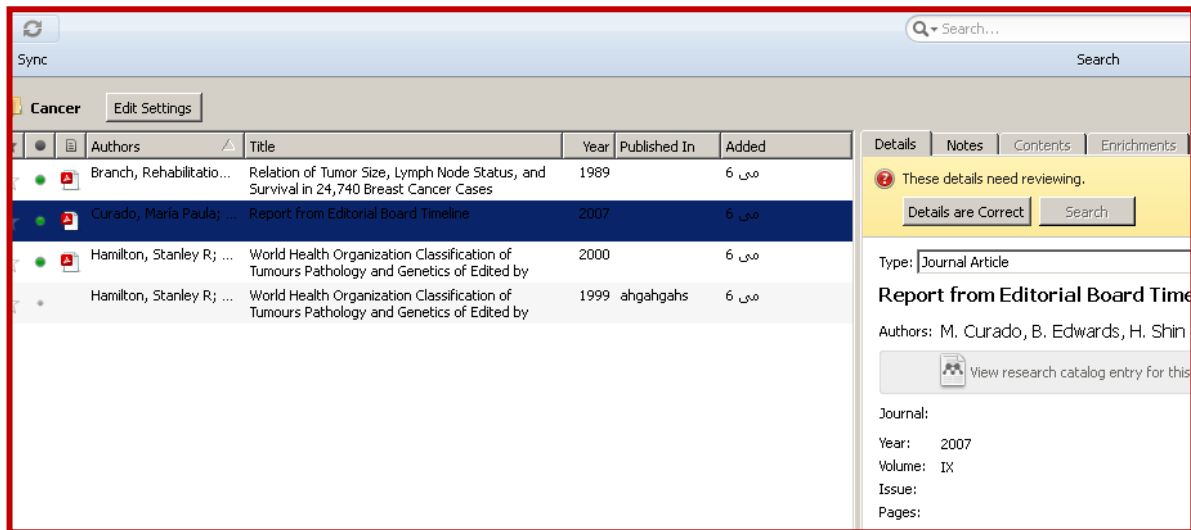 Search...
Sync
Search
Cancer Edit Settings
Authors Title Year Published In Added
Branch, Rehabilitatio... Relation of Tumor Size, Lymph Node Status, and 1989 6 می
Survival in 24,740 Breast Cancer Cases
Curado, María Paula; ... Report from Editorial Board Timeline 2007 6 می
Hamilton, Stanley R; ... World Health Organization Classification of 2000 6 می
Tumours Pathology and Genetics of Edited by
Hamilton, Stanley R; ... World Health Organization Classification of 1999 ahgahgahs 6 می
Tumours Pathology and Genetics of Edited by
Details Notes Contents Enrichments
These details need reviewing.
Details are Correct Search
Type: Journal Article
Report from Editorial Board Time
Authors: M. Curado, B. Edwards, H. Shin
View research catalog entry for this
Journal:
Year: 2007
Volume: IX
Issue:
Pages: